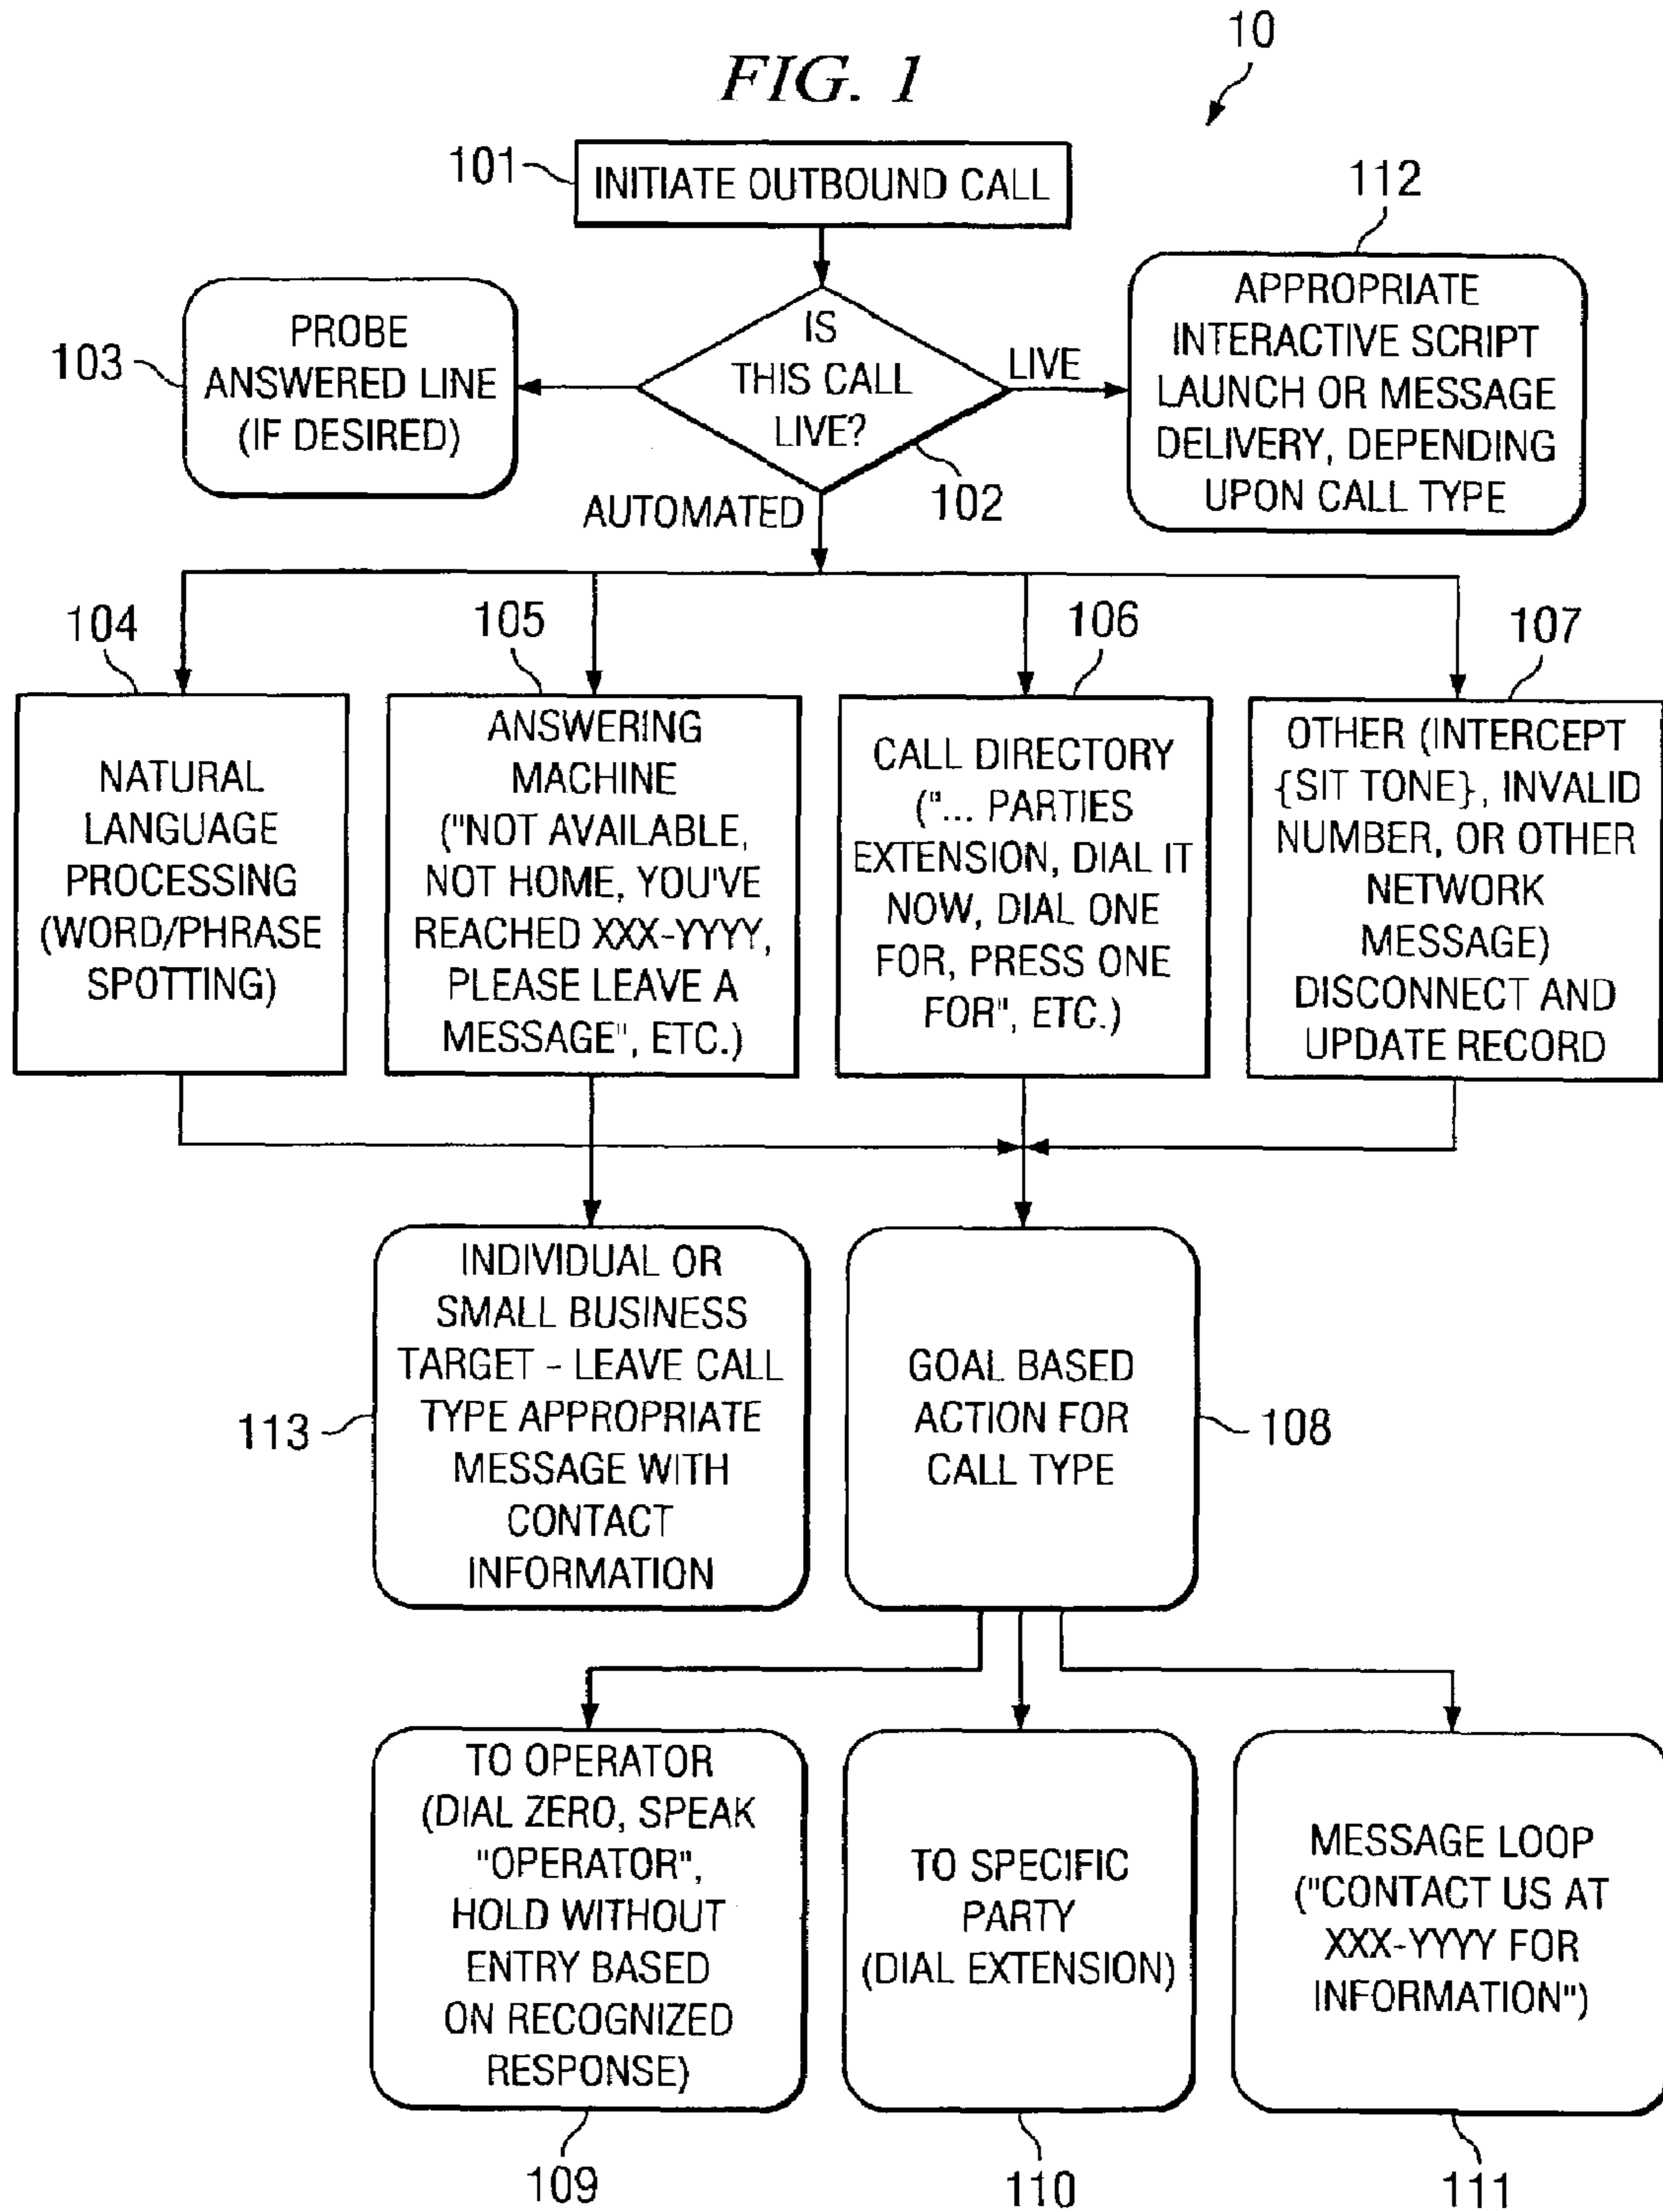 10
FIG. 1
101
INITIATE OUTBOUND CALL
112
APPROPRIATE
INTERACTIVE SCRIPT
LAUNCH OR MESSAGE
DELIVERY, DEPENDING
UPON CALL TYPE
103
PROBE
ANSWERED LINE
(IF DESIRED)
IS
THIS CALL
LIVE?
LIVE
102
AUTOMATED
104
NATURAL
LANGUAGE
PROCESSING
(WORD/PHRASE
SPOTTING)
105
ANSWERING
MACHINE
("NOT AVAILABLE,
NOT HOME, YOU'VE
REACHED XXX-YYYY,
PLEASE LEAVE A
MESSAGE", ETC.)
106
CALL DIRECTORY
("... PARTIES
EXTENSION, DIAL IT
NOW, DIAL ONE
FOR, PRESS ONE
FOR", ETC.)
107
OTHER (INTERCEPT
{SIT TONE}, INVALID
NUMBER, OR OTHER
NETWORK
MESSAGE)
DISCONNECT AND
UPDATE RECORD
113
INDIVIDUAL OR
SMALL BUSINESS
TARGET - LEAVE CALL
TYPE APPROPRIATE
MESSAGE WITH
CONTACT
INFORMATION
GOAL BASED
ACTION FOR
CALL TYPE
108
TO OPERATOR
(DIAL ZERO, SPEAK
"OPERATOR",
HOLD WITHOUT
ENTRY BASED
ON RECOGNIZED
RESPONSE)
109
TO SPECIFIC
PARTY
(DIAL EXTENSION)
110
MESSAGE LOOP
("CONTACT US AT
XXX-YYYY FOR
INFORMATION")
111